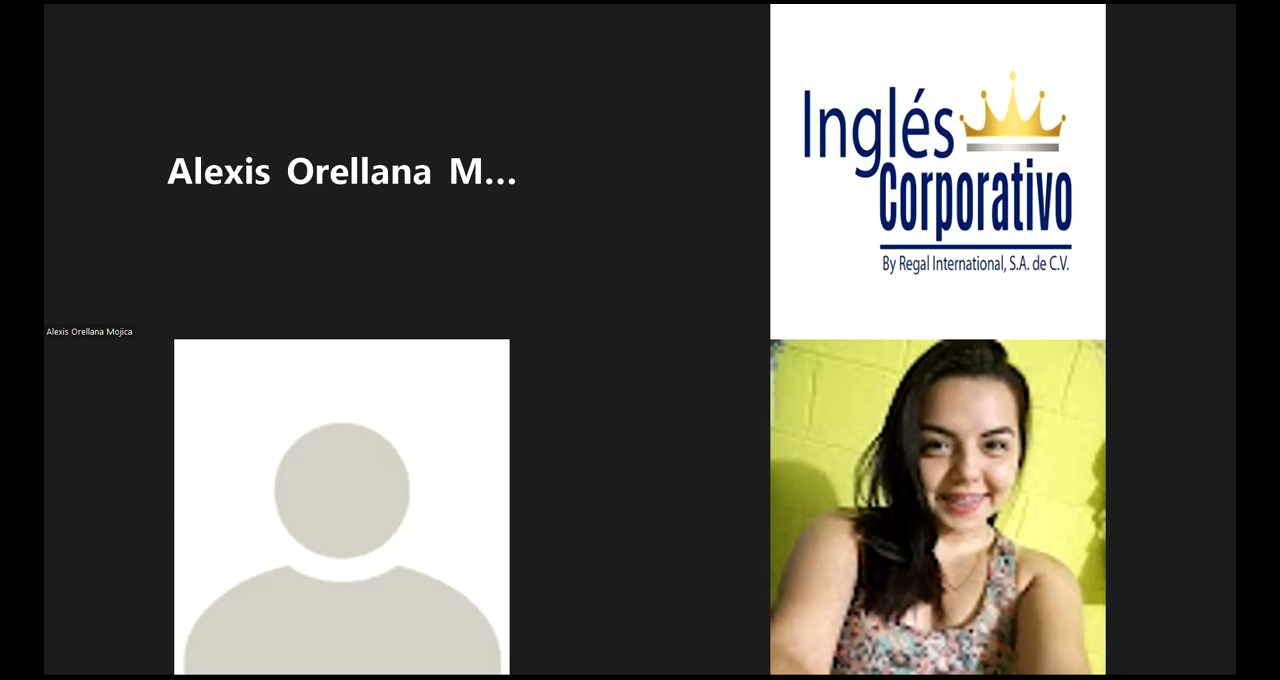 Alexis Orellana M...
Inglés
Corporativo
By Regal International, S.A. de C.V.
Alexis Orellana Mojica